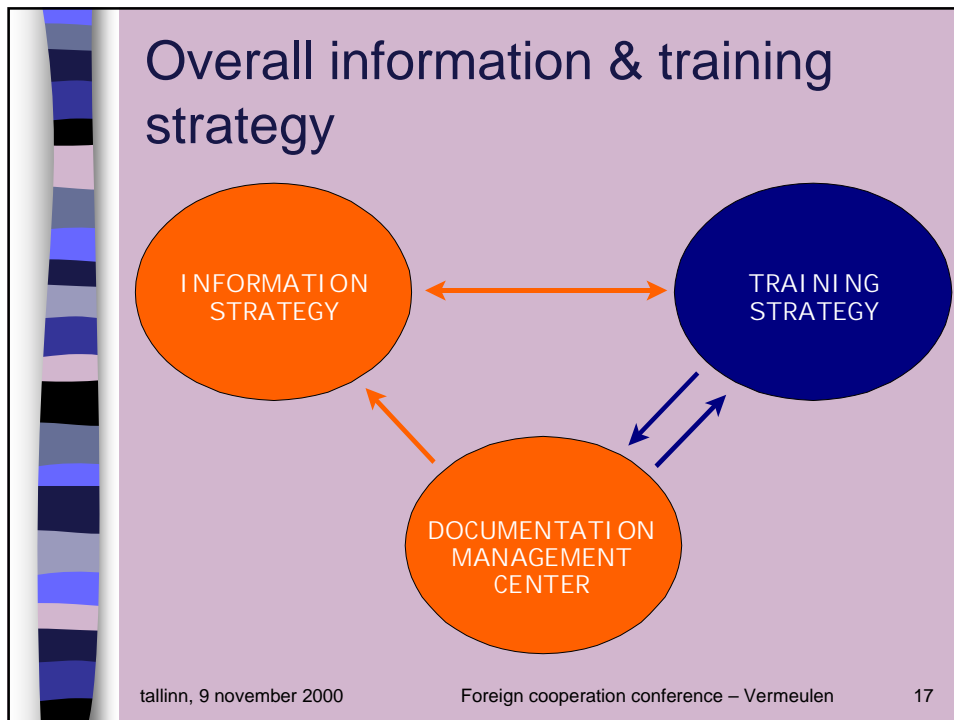 Overall information & training
strategy
INFORMATION
STRATEGY
TRAINING
STRATEGY
DOCUMENTATION
MANAGEMENT
CENTER
tallinn, 9 november 2000 Foreign cooperation conference – Vermeulen 17